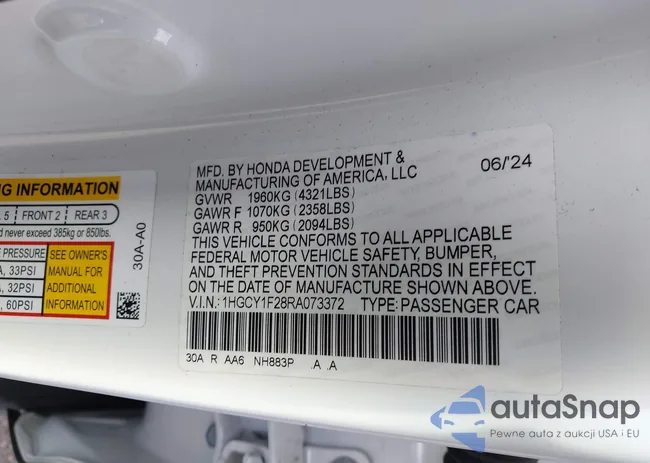 NG INFORMATION
5 FRONT 2 REAR 3
d never exceed 385kg or 850lbs.
PRESSURE
A, 33PSI
A, 32PSI
, 60PSI
SEE OWNER'S
MANUAL FOR
ADDITIONAL
INFORMATION
30A-A0
MFD. BY HONDA DEVELOPMENT & 06/24
MANUFACTURING OF AMERICA, LLC
GVWR 1960KG (4321LBS)
GAWR F 1070KG (2358LBS)
GAWR R 950KG (2094LBS)
THIS VEHICLE CONFORMS TO ALL APPLICABLE
FEDERAL MOTOR VEHICLE SAFETY, BUMPER,
AND THEFT PREVENTION STANDARDS IN EFFECT
ON THE DATE OF MANUFACTURE SHOWN ABOVE.
V.I.N.: 1HGCY1F28RA073372 TYPE: PASSENGER CAR
30A R AA6 NH883P .A .A
autaSnap
Pewne auta z aukcji USA i EU